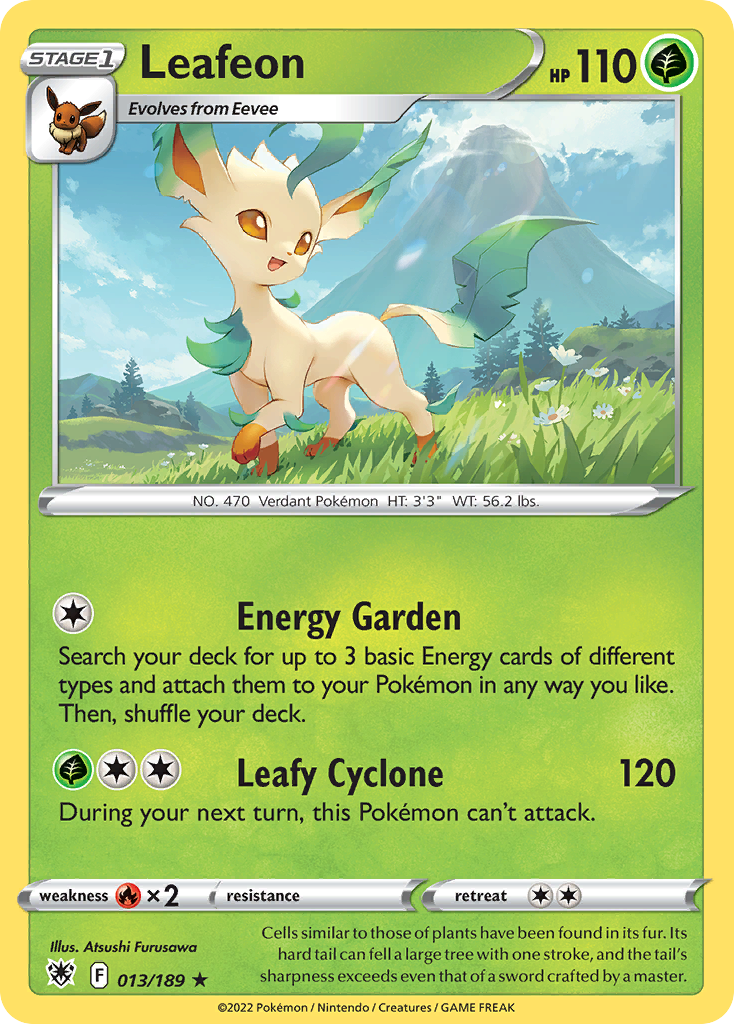 STAGE 1
Leafeon
HP 110
Evolves from Eevee
NO. 470 Verdant Pokémon HT: 3'3" WT: 56.2 lbs.
Energy Garden
Search your deck for up to 3 basic Energy cards of different
types and attach them to your Pokémon in any way you like.
Then, shuffle your deck.
Leafy Cyclone 120
During your next turn, this Pokémon can't attack.
weakness ×2 resistance retreat
Illus. Atsushi Furusawa
F 013/189 ★
Cells similar to those of plants have been found in its fur. Its
hard tail can fell a large tree with one stroke, and the tail's
sharpness exceeds even that of a sword crafted by a master.
©2022 Pokémon / Nintendo / Creatures / GAME FREAK